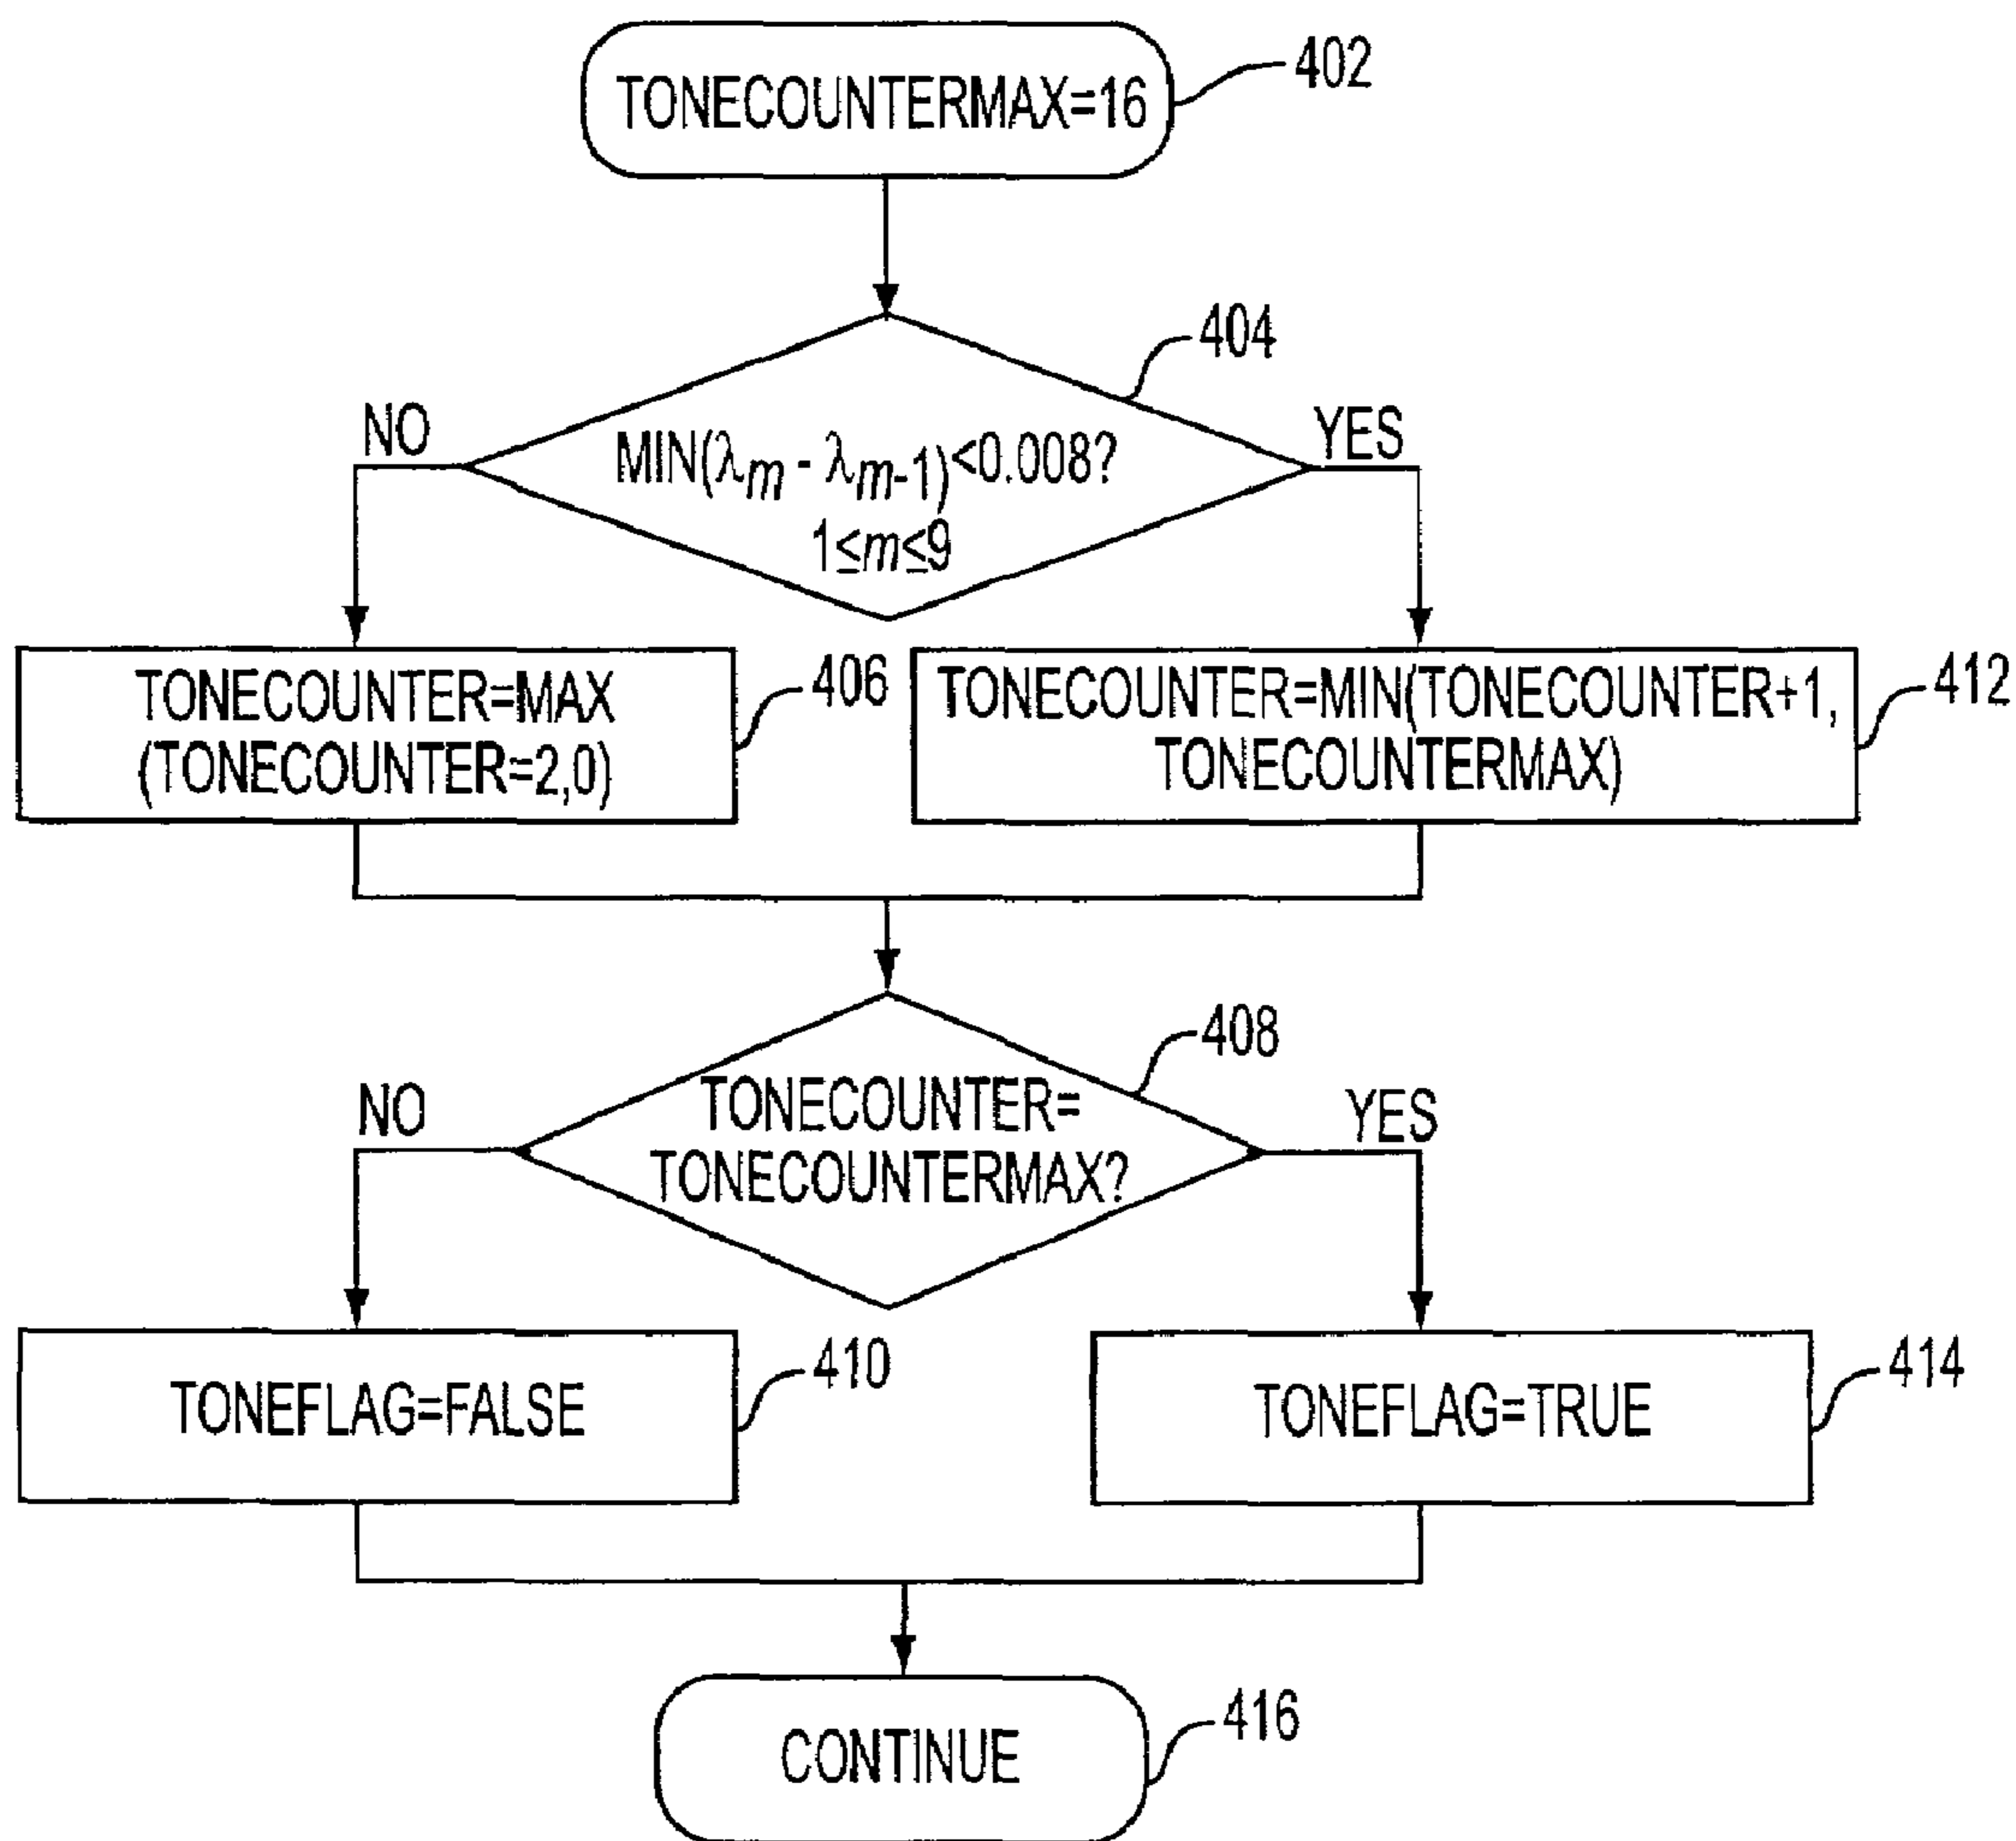 TONECOUNTERMAX=16
402
404
NO
YES
MIN(λm - λm-1)<0.008?
1≤m≤9
TONECOUNTER=MAX
(TONECOUNTER=2,0)
406
TONECOUNTER=MIN(TONECOUNTER+1,
TONECOUNTERMAX)
412
408
NO
YES
TONECOUNTER=
TONECOUNTERMAX?
TONEFLAG=FALSE
410
TONEFLAG=TRUE
414
CONTINUE
416